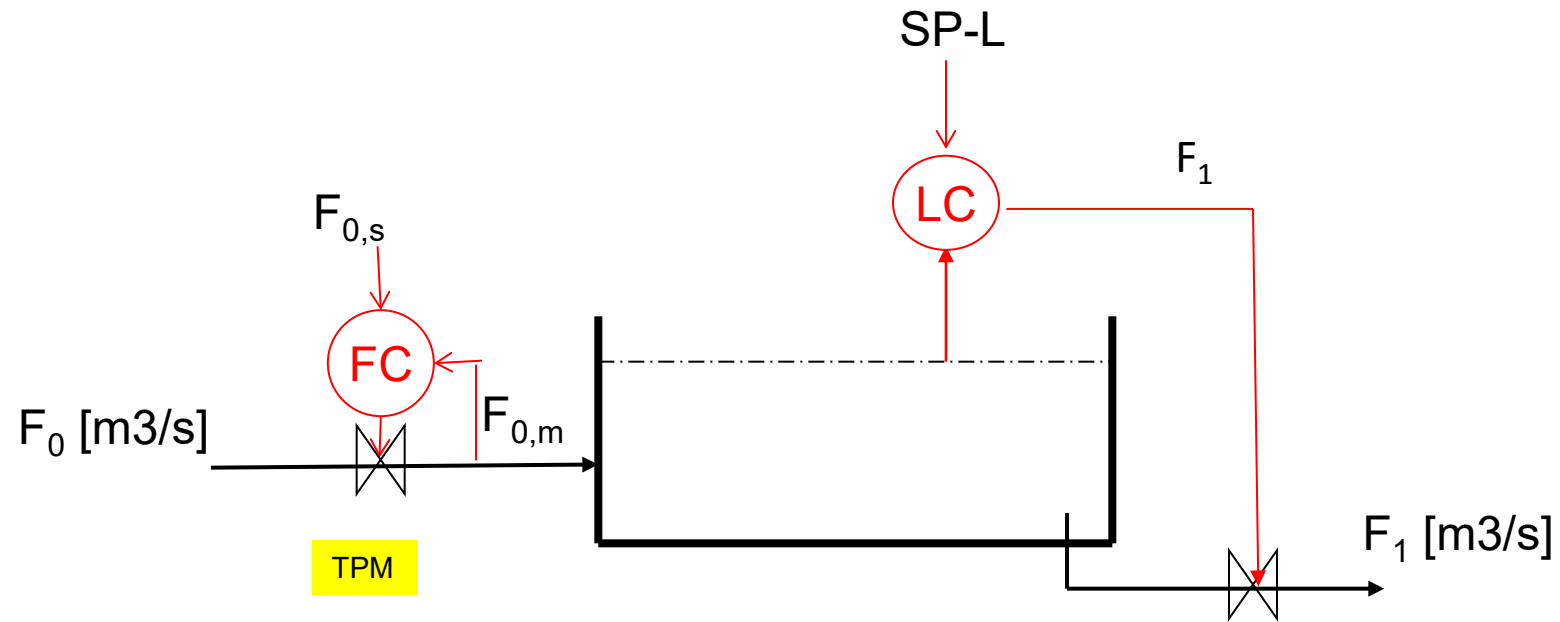 SP-L
F₁
LC
F₀,ₛ
FC
F₀,ₘ
F₀ [m3/s]
F₁ [m3/s]
TPM